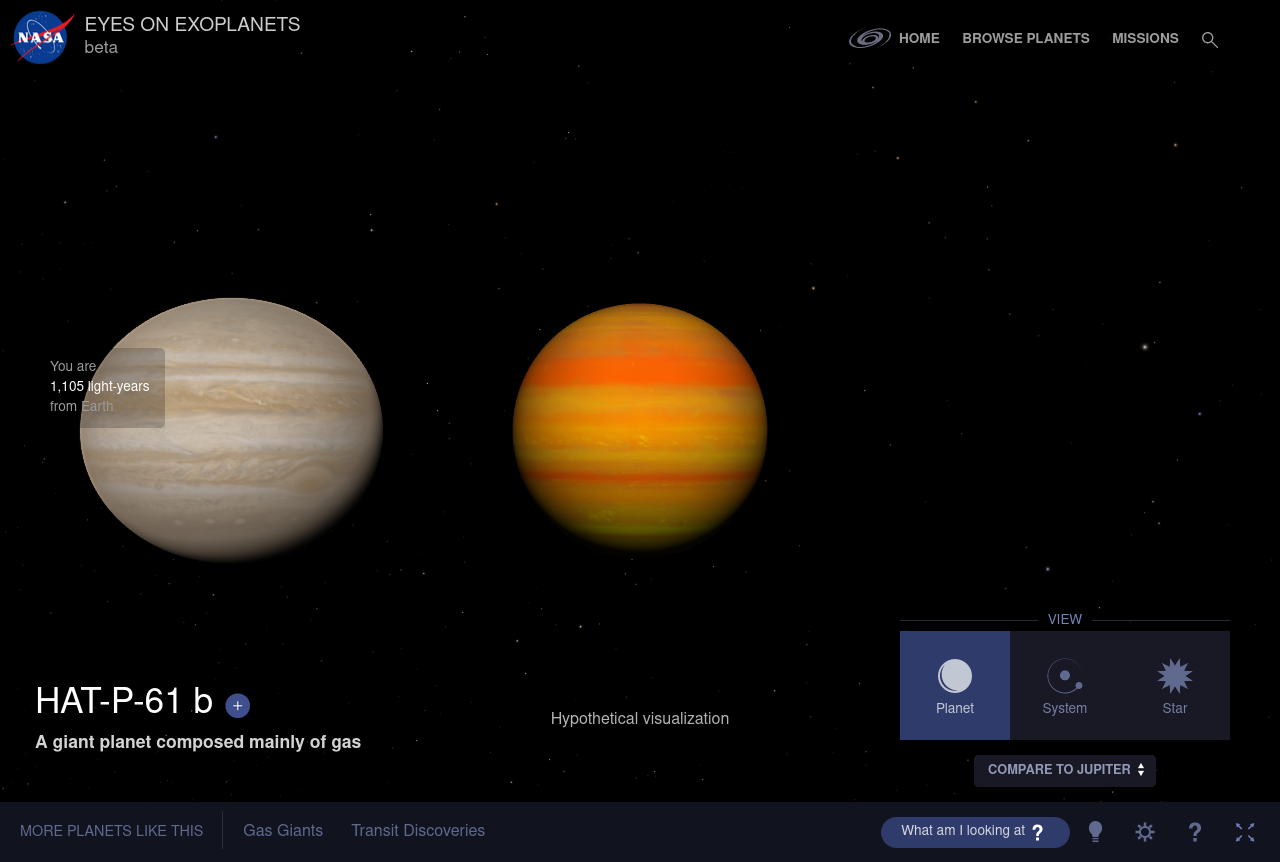 NASA
EYES ON EXOPLANETS
beta
HOME
BROWSE PLANETS
MISSIONS
You are
1,105 light-years
from Earth
VIEW
Planet
System
Star
HAT-P-61 b +
A giant planet composed mainly of gas
Hypothetical visualization
COMPARE TO JUPITER
MORE PLANETS LIKE THIS
Gas Giants
Transit Discoveries
What am I looking at ?
?